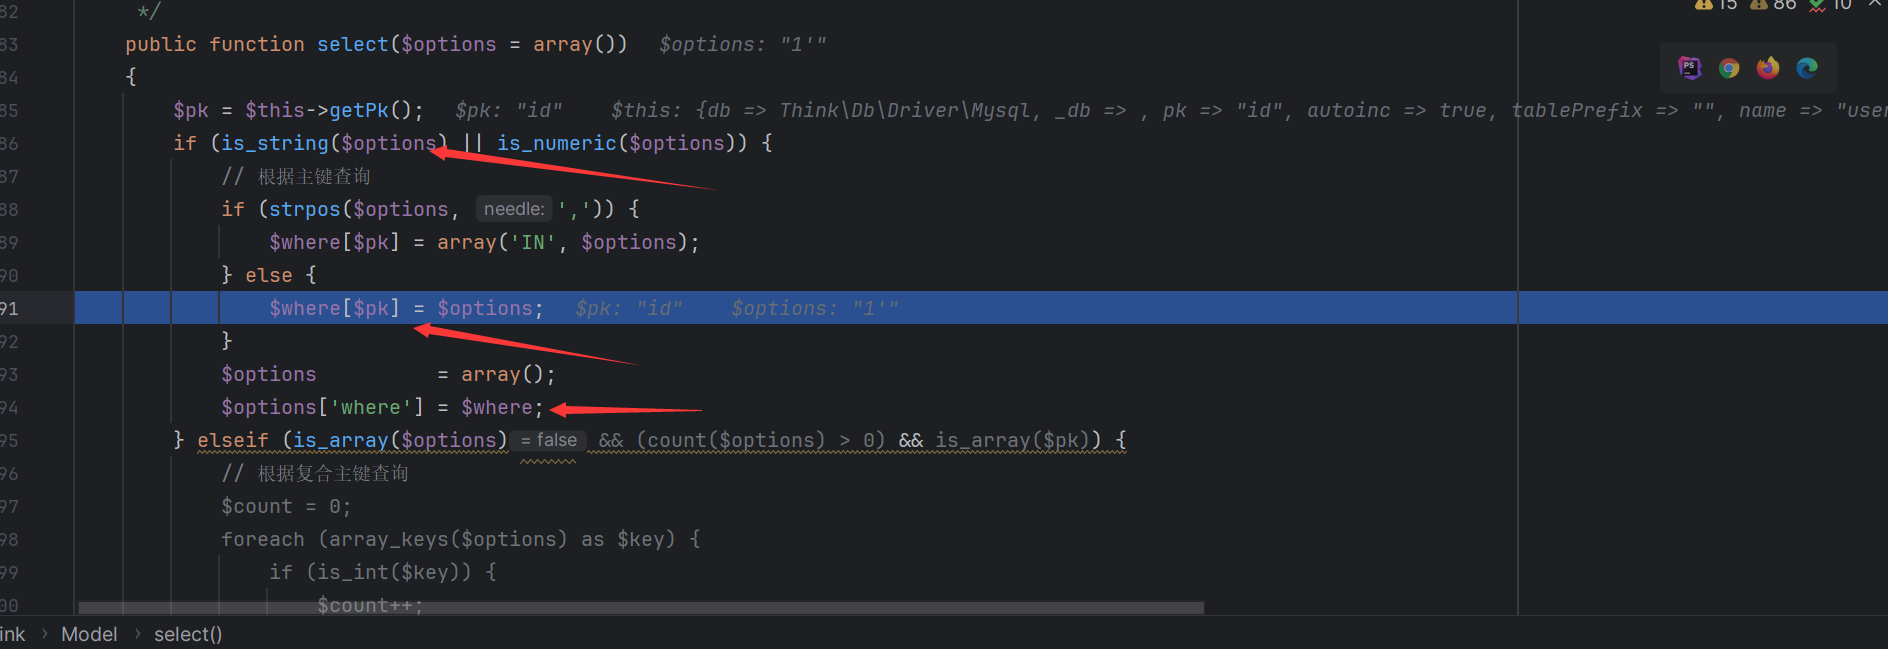 82 */
15 86 10
83 public function select($options = array()) $options: "1'"
84 {
85 $pk = $this->getPk(); $pk: "id" $this: {db => Think\Db\Driver\Mysql, _db => , pk => "id", autoinc => true, tablePrefix => "", name => "user
86 if (is_string($options) || is_numeric($options)) {
87 // 根据主键查询
88 if (strpos($options, needle: ',')) {
89 $where[$pk] = array('IN', $options);
90 } else {
91 $where[$pk] = $options; $pk: "id" $options: "1'"
92 }
93 $options = array();
94 $options['where'] = $where;
95 } elseif (is_array($options) = false && (count($options) > 0) && is_array($pk)) {
96 // 根据复合主键查询
97 $count = 0;
98 foreach (array_keys($options) as $key) {
99 if (is_int($key)) {
00 $count++;
ink › Model › select()